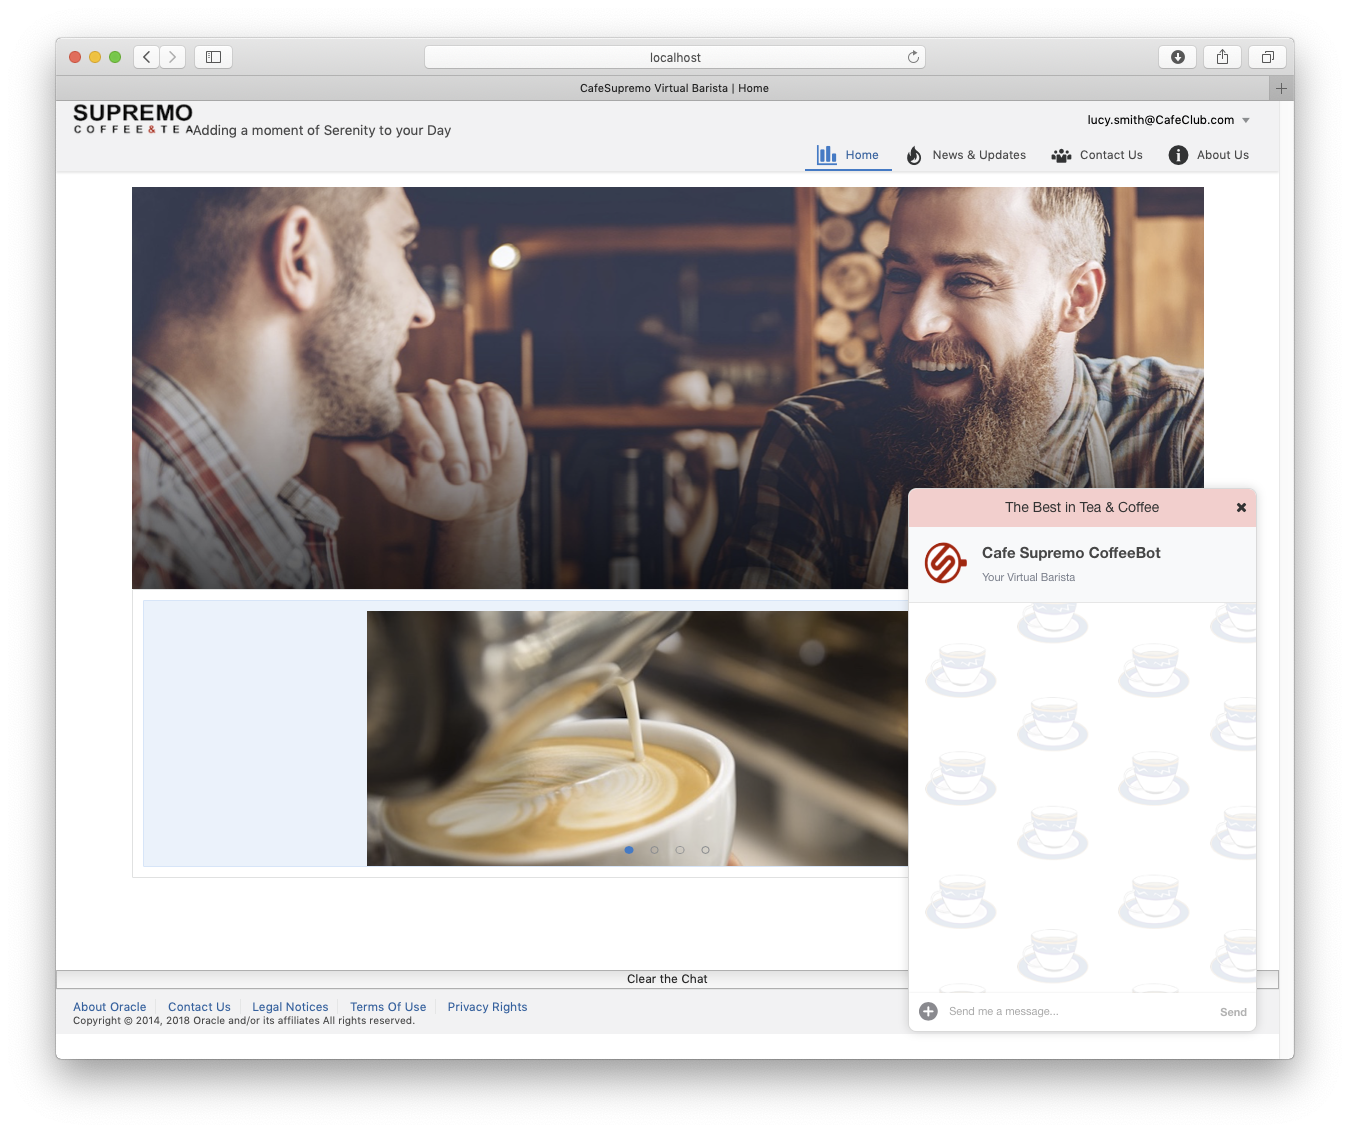 localhost
CafeSupremo Virtual Barista | Home
SUPREMO
COFFEE&TEA
Adding a moment of Serenity to your Day
lucy.smith@CafeClub.com
Home
News & Updates
Contact Us
About Us
The Best in Tea & Coffee
Cafe Supremo CoffeeBot
Your Virtual Barista
Clear the Chat
About Oracle
Contact Us
Legal Notices
Terms Of Use
Privacy Rights
Copyright © 2014, 2018 Oracle and/or its affiliates All rights reserved.
Send me a message...
Send